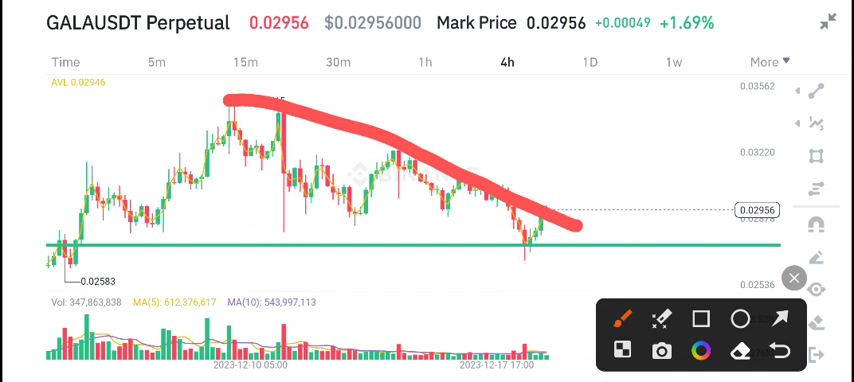 GALAUSDT Perpetual 0.02956 $0.02956000 Mark Price 0.02956 +0.00049 +1.69%
Time 5m 15m 30m 1h 4h 1D 1w More
AVL 0.02946
0.03562
0.03220
0.02956
0.02878
0.02583
0.02536
Vol: 347,863,838 MA(5): 612,376,617 MA(10): 543,997,113
2023-12-10 05:00 2023-12-17 17:00